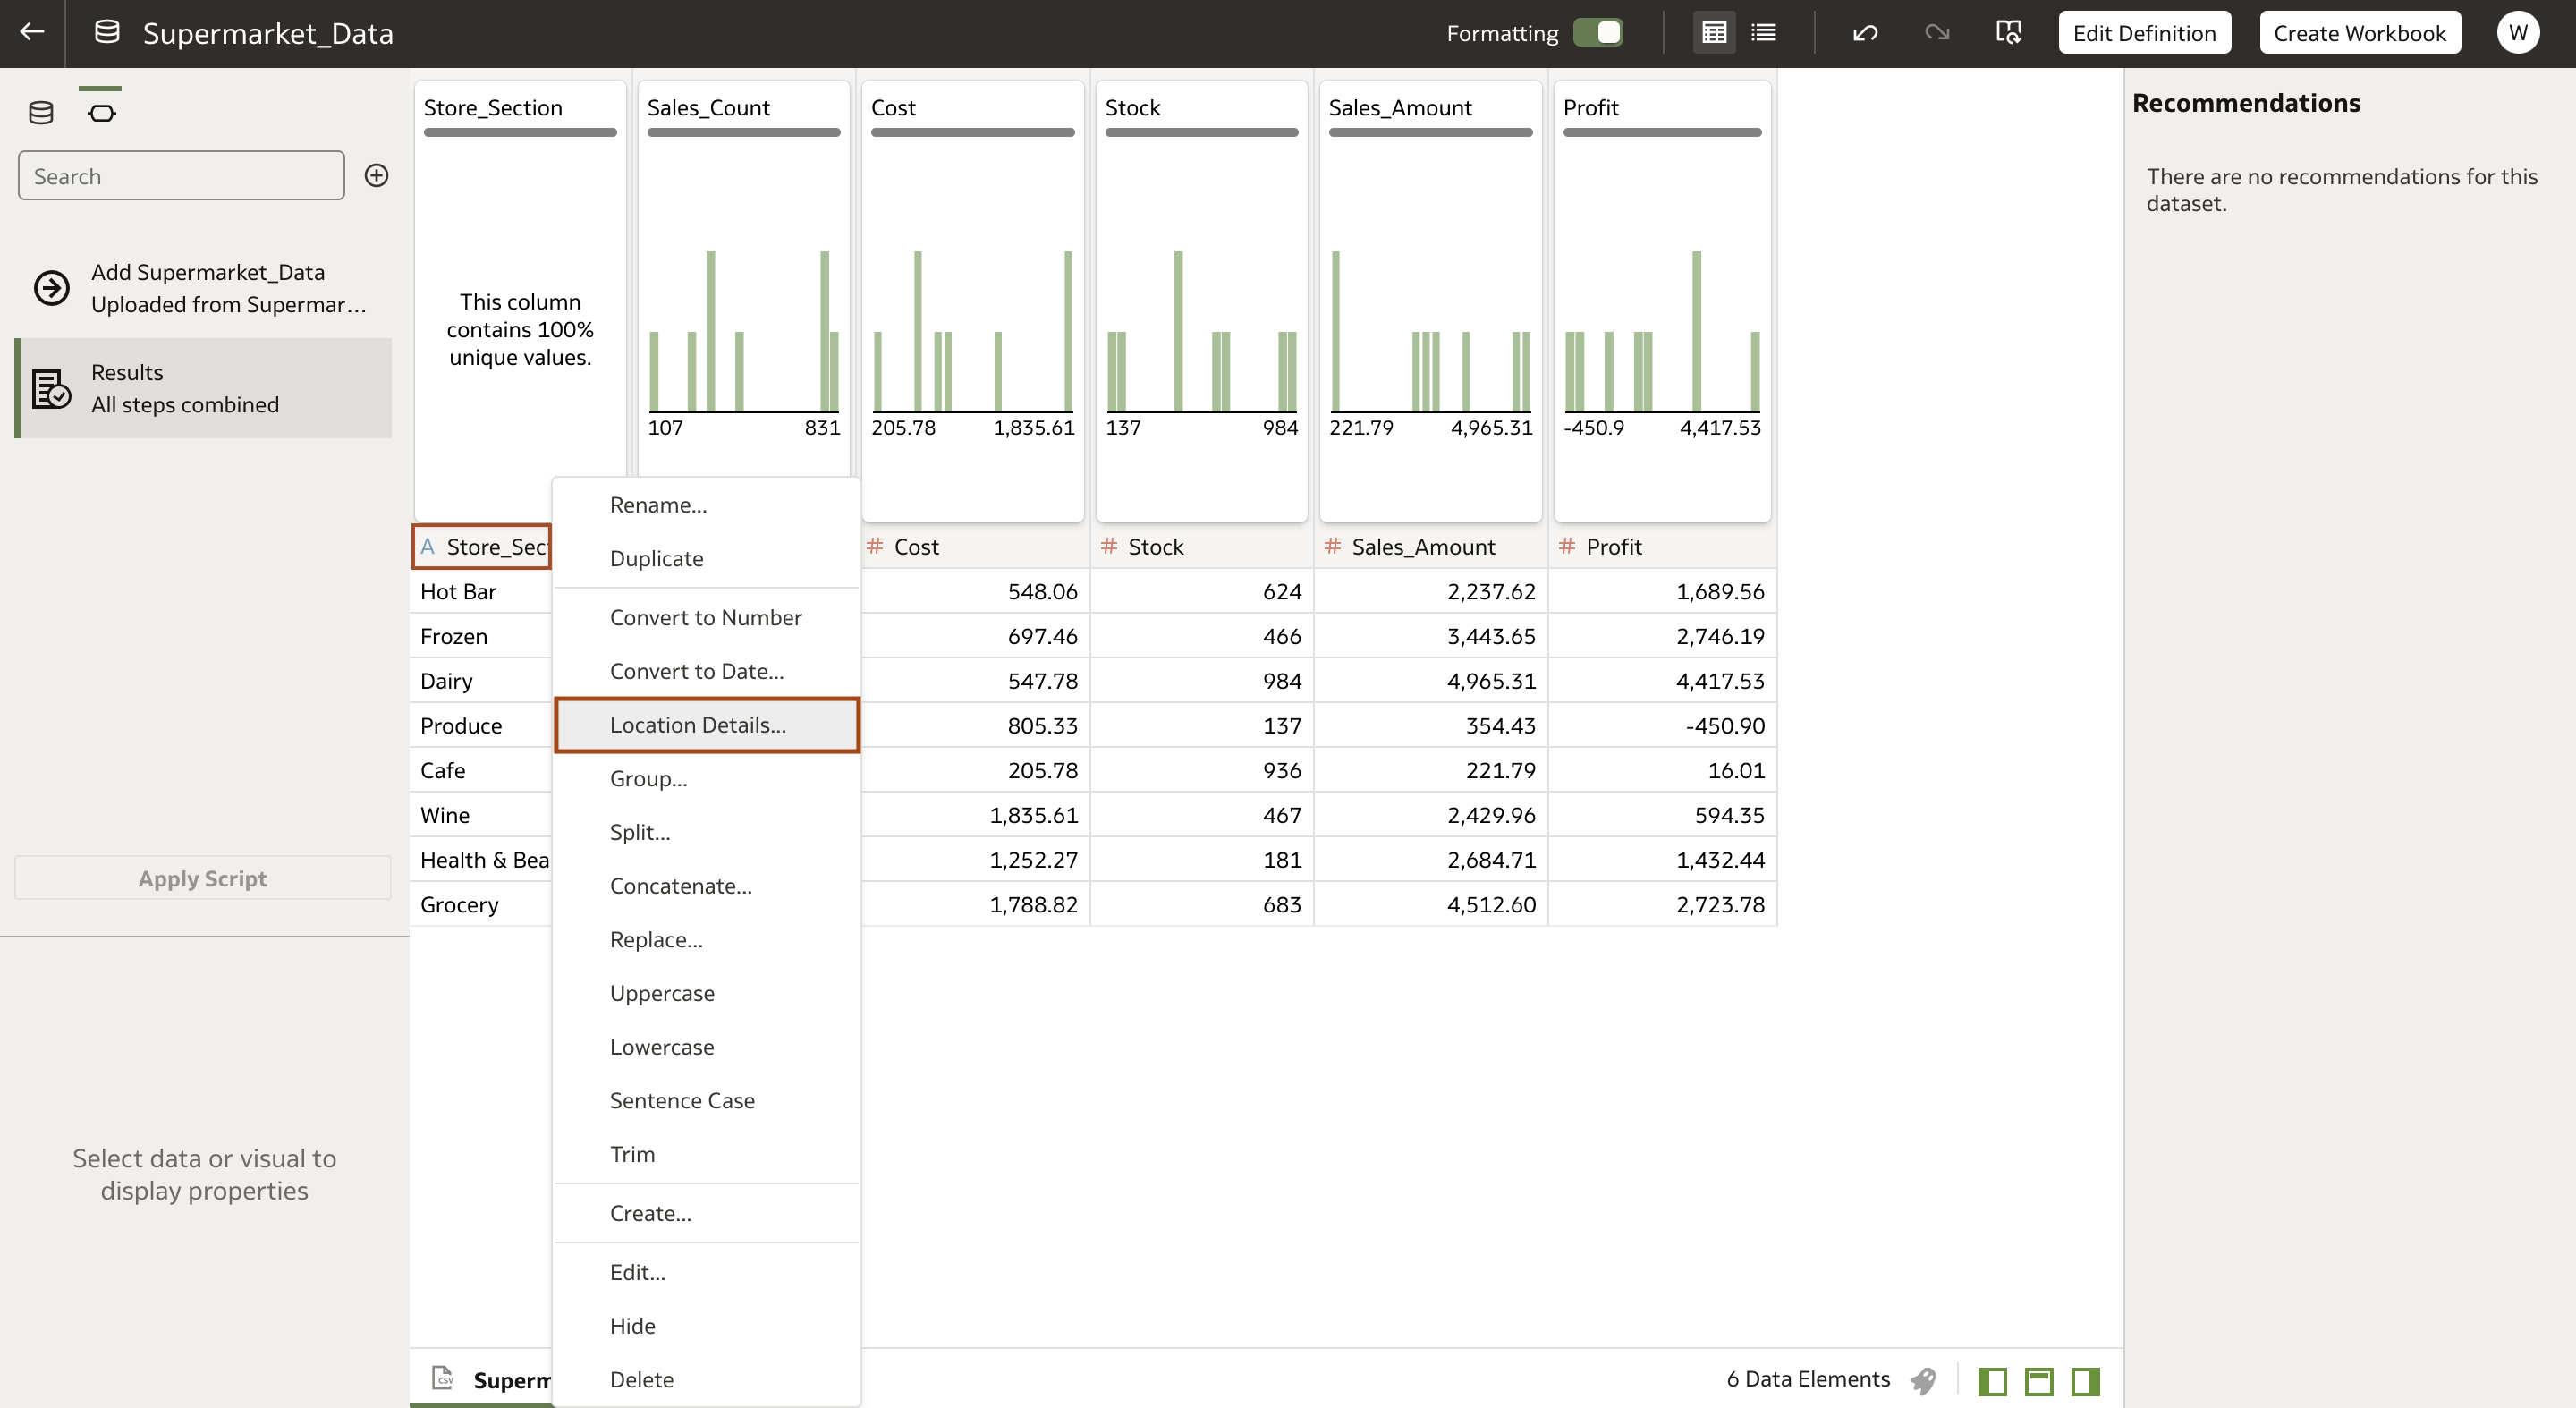 Supermarket_Data
Formatting
Edit Definition
Create Workbook
W
Search
Add Supermarket_Data
Uploaded from Supermar...
Results
All steps combined
Apply Script
Select data or visual to
display properties
Store_Section
This column
contains 100%
unique values.
Sales_Count
107 831
Cost
205.78 1,835.61
Stock
137 984
Sales_Amount
221.79 4,965.31
Profit
-450.9 4,417.53
A Store_Sect # Cost # Stock # Sales_Amount # Profit
Hot Bar 548.06 624 2,237.62 1,689.56
Frozen 697.46 466 3,443.65 2,746.19
Dairy 547.78 984 4,965.31 4,417.53
Produce 805.33 137 354.43 -450.90
Cafe 205.78 936 221.79 16.01
Wine 1,835.61 467 2,429.96 594.35
Health & Bea 1,252.27 181 2,684.71 1,432.44
Grocery 1,788.82 683 4,512.60 2,723.78
Rename...
Duplicate
Convert to Number
Convert to Date...
Location Details...
Group...
Split...
Concatenate...
Replace...
Uppercase
Lowercase
Sentence Case
Trim
Create...
Edit...
Hide
Delete
CSV
Superm
6 Data Elements
Recommendations
There are no recommendations for this
dataset.